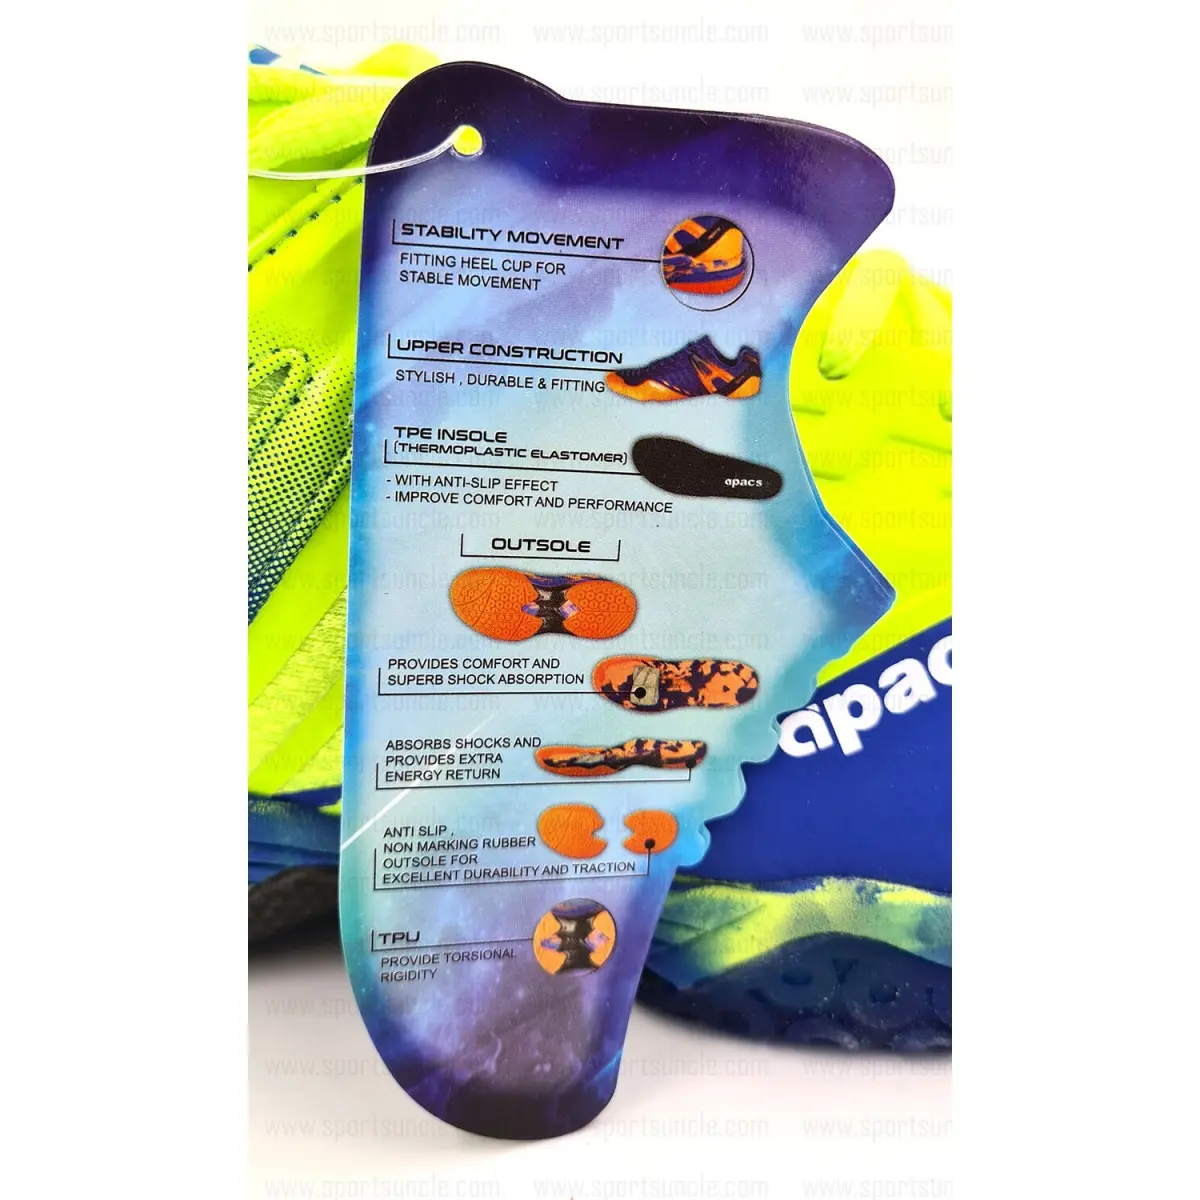 www.sportsuncle.com
STABILITY MOVEMENT
FITTING HEEL CUP FOR
STABLE MOVEMENT
UPPER CONSTRUCTION
STYLISH , DURABLE & FITTING
TPE INSOLE
(THERMOPLASTIC ELASTOMER)
apacs
- WITH ANTI-SLIP EFFECT
- IMPROVE COMFORT AND PERFORMANCE
OUTSOLE
PROVIDES COMFORT AND
SUPERB SHOCK ABSORPTION
apac
ABSORBS SHOCKS AND
PROVIDES EXTRA
ENERGY RETURN
ANTI SLIP ,
NON MARKING RUBBER
OUTSOLE FOR
EXCELLENT DURABILITY AND TRACTION
TPU
PROVIDE TORSIONAL
RIGIDITY